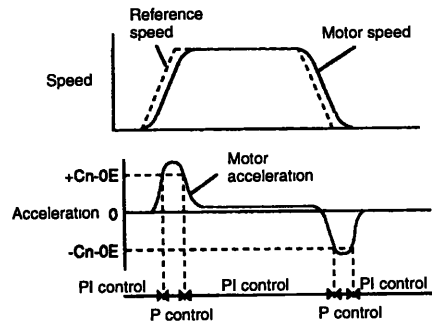 Reference
speed
Motor speed
Speed
+Cn-0E
Motor
acceleration
Acceleration 0
-Cn-0E
PI control PI control PI control
P control P control